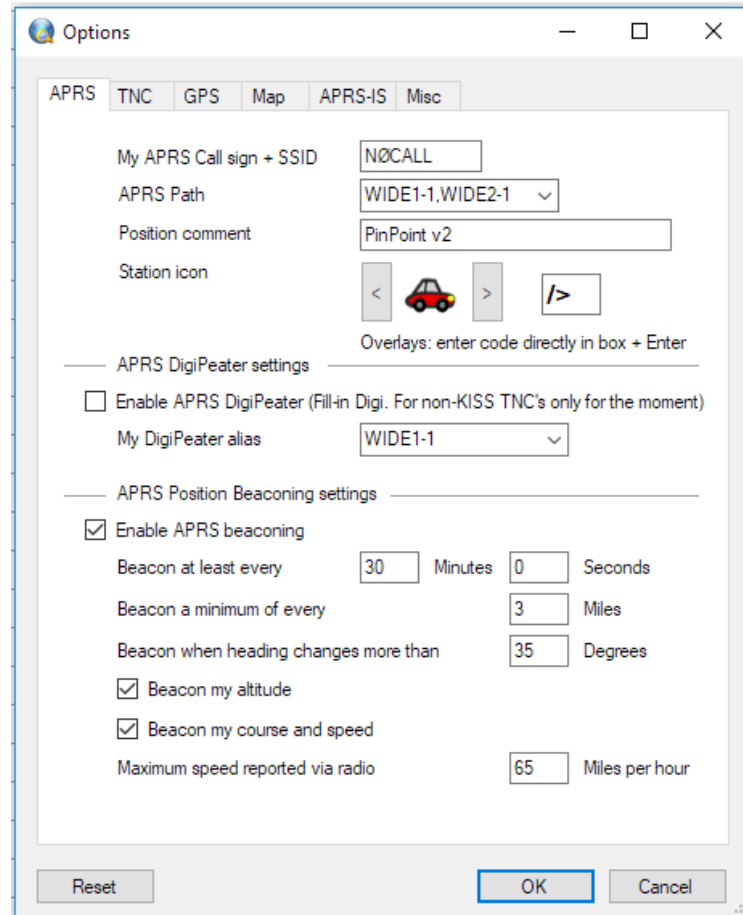 Options
APRS TNC GPS Map APRS-IS Misc
My APRS Call sign + SSID NØCALL
APRS Path WIDE1-1,WIDE2-1
Position comment PinPoint v2
Station icon < > />
Overlays: enter code directly in box + Enter
APRS DigiPeater settings
Enable APRS DigiPeater (Fill-in Digi. For non-KISS TNC's only for the moment)
My DigiPeater alias WIDE1-1
APRS Position Beaconing settings
Enable APRS beaconing
Beacon at least every 30 Minutes 0 Seconds
Beacon a minimum of every 3 Miles
Beacon when heading changes more than 35 Degrees
Beacon my altitude
Beacon my course and speed
Maximum speed reported via radio 65 Miles per hour
Reset OK Cancel